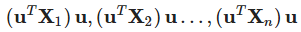 (u^T X_1) u, (u^T X_2) u ..., (u^T X_n) u